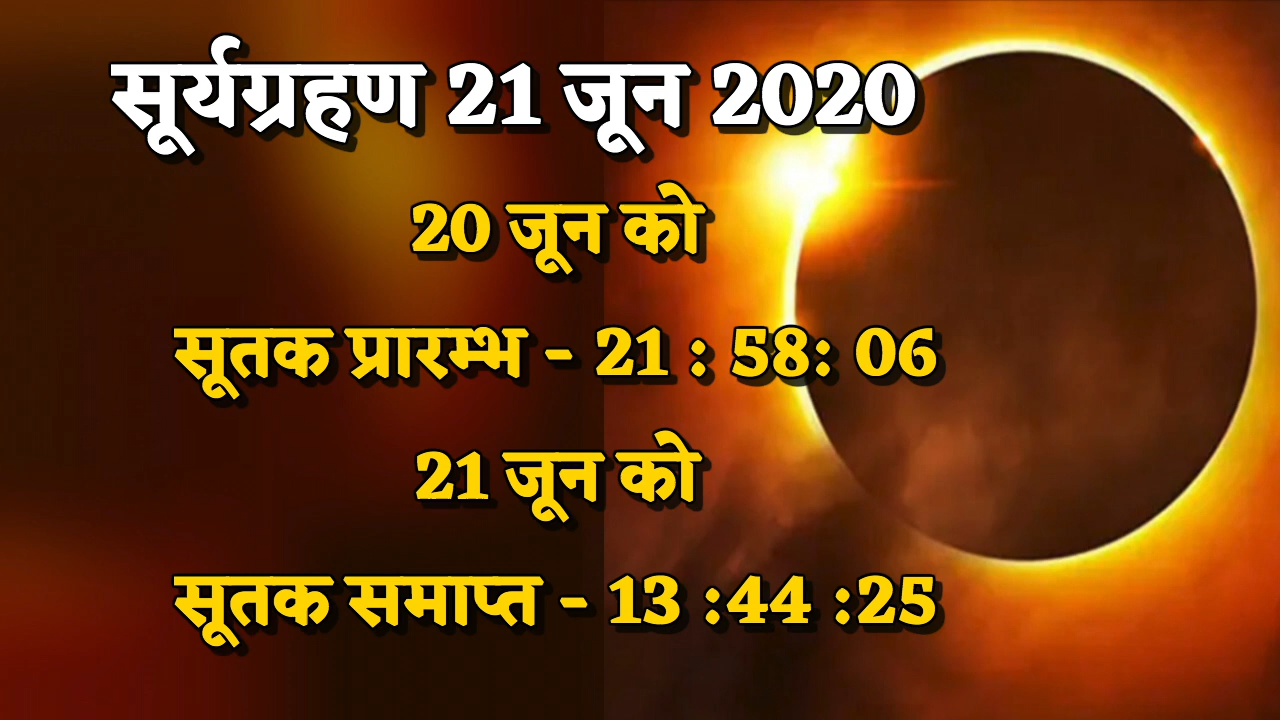 सूर्यग्रहण 21 जून 2020
20 जून को
सूतक प्रारम्भ - 21 : 58: 06
21 जून को
सूतक समाप्त - 13 :44 :25